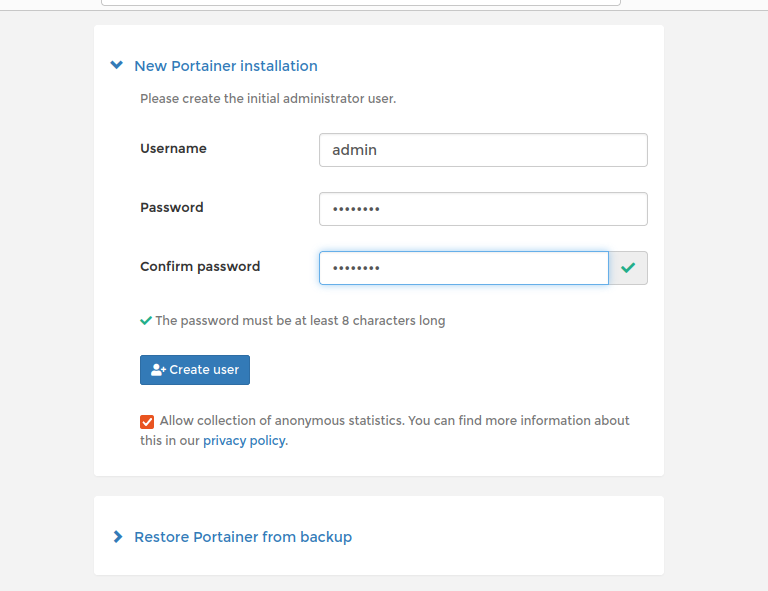 New Portainer installation
Please create the initial administrator user.
Username
admin
Password
••••••••
Confirm password
••••••••
The password must be at least 8 characters long
Create user
Allow collection of anonymous statistics. You can find more information about
this in our privacy policy.
Restore Portainer from backup